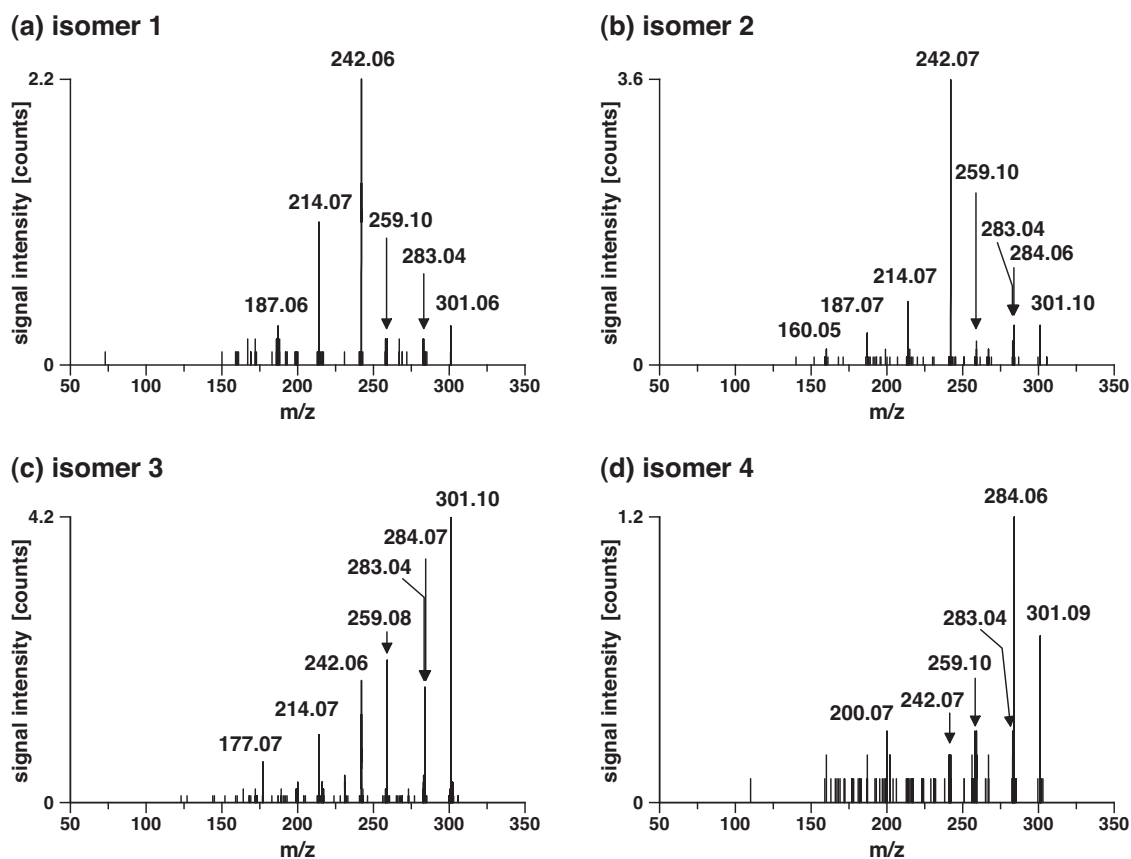 (a) isomer 1
242.06
2.2
214.07
259.10
283.04
187.06
301.06
0
50 100 150 200 250 300 350
m/z
signal intensity [counts]
(b) isomer 2
242.07
3.6
259.10
283.04
284.06
214.07
187.07
301.10
160.05
0
50 100 150 200 250 300 350
m/z
signal intensity [counts]
(c) isomer 3
301.10
4.2
284.07
283.04
259.08
242.06
214.07
177.07
0
50 100 150 200 250 300 350
m/z
signal intensity [counts]
(d) isomer 4
284.06
1.2
283.04
301.09
259.10
242.07
200.07
0
50 100 150 200 250 300 350
m/z
signal intensity [counts]